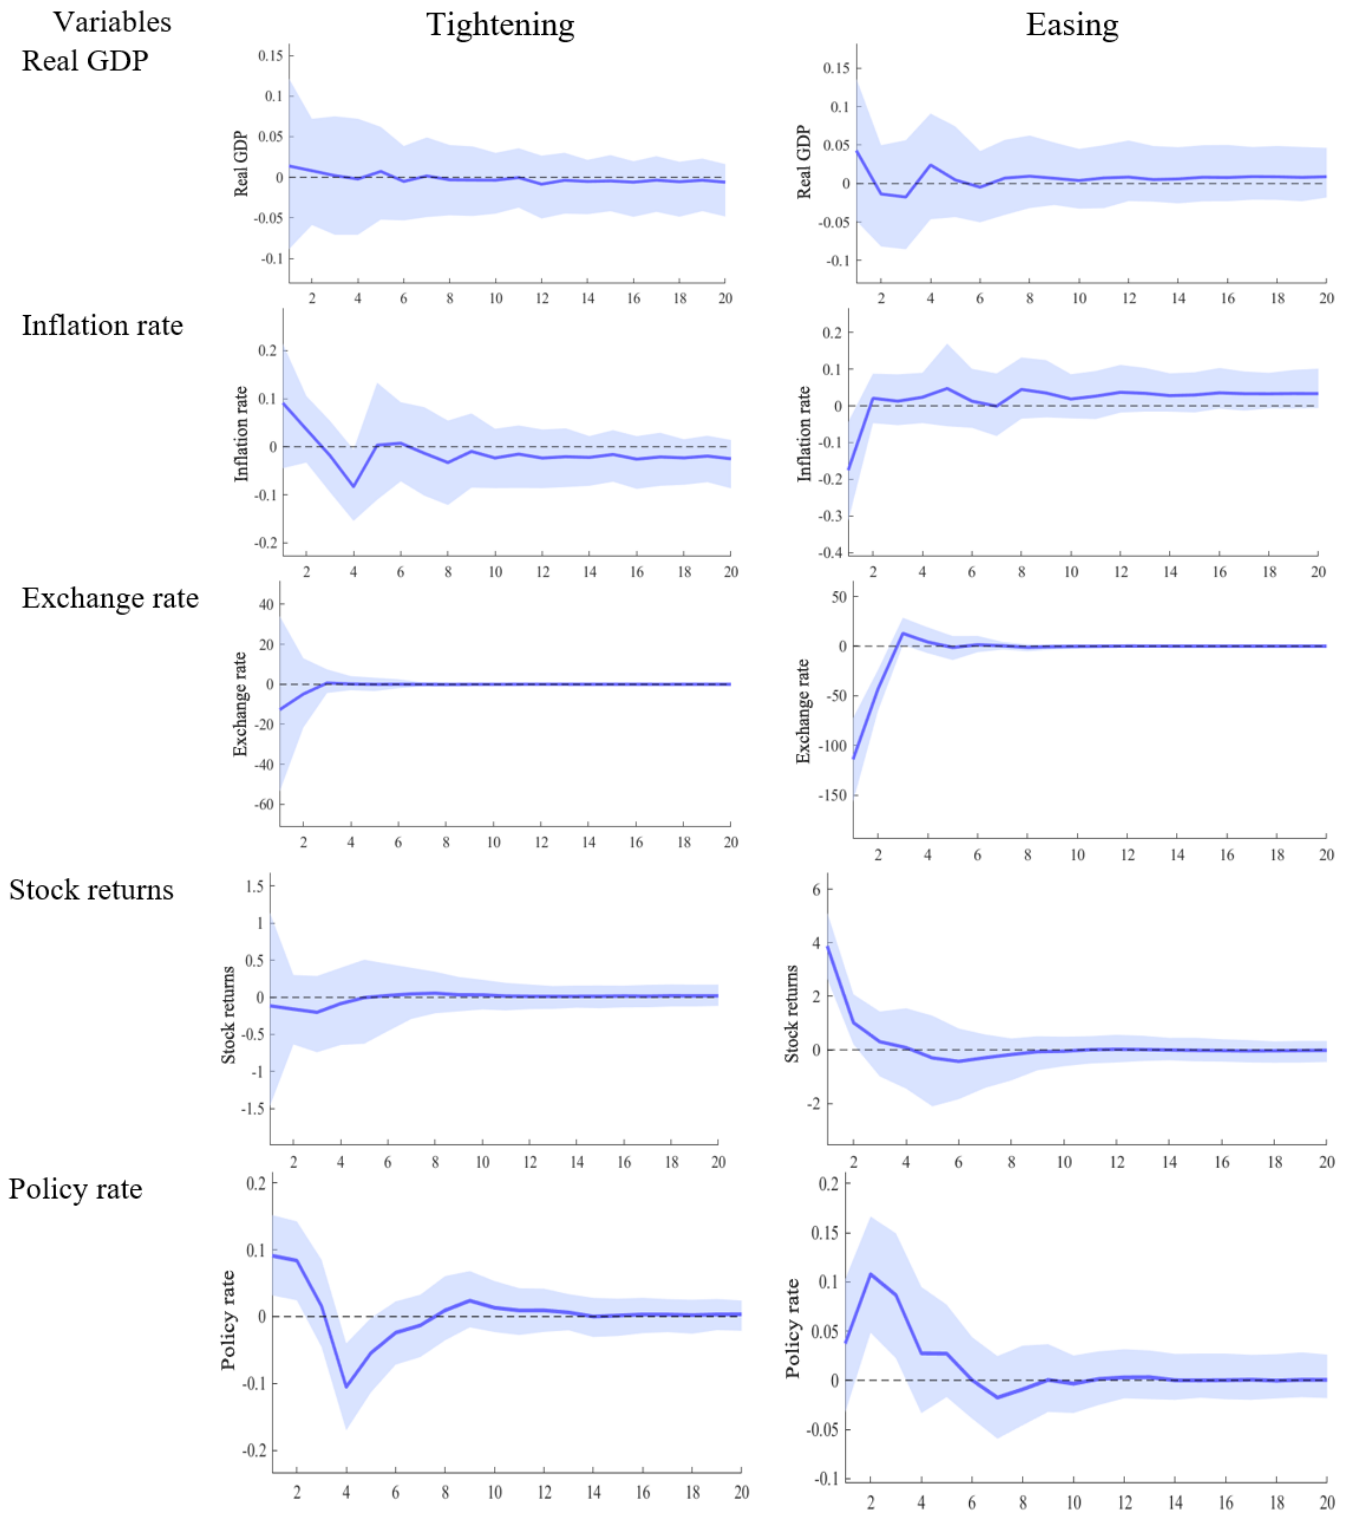 Variables Tightening Easing
Real GDP
Real GDP
0.15
0.1
0.05
0
-0.05
-0.1
2 4 6 8 10 12 14 16 18 20
Real GDP
0.15
0.1
0.05
0
-0.05
-0.1
2 4 6 8 10 12 14 16 18 20
Inflation rate
Inflation rate
0.2
0.1
0
-0.1
-0.2
2 4 6 8 10 12 14 16 18 20
Inflation rate
0.2
0.1
0
-0.1
-0.2
-0.3
-0.4
2 4 6 8 10 12 14 16 18 20
Exchange rate
Exchange rate
40
20
0
-20
-40
-60
2 4 6 8 10 12 14 16 18 20
Exchange rate
50
0
-50
-100
-150
2 4 6 8 10 12 14 16 18 20
Stock returns
Stock returns
1.5
1
0.5
0
-0.5
-1
-1.5
2 4 6 8 10 12 14 16 18 20
Stock returns
6
4
2
0
-2
2 4 6 8 10 12 14 16 18 20
Policy rate
Policy rate
0.2
0.1
0
-0.1
-0.2
2 4 6 8 10 12 14 16 18 20
Policy rate
0.2
0.15
0.1
0.05
0
-0.05
-0.1
2 4 6 8 10 12 14 16 18 20